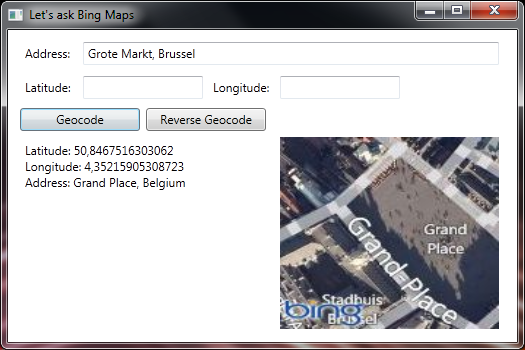 Let's ask Bing Maps
Address: Grote Markt, Brussel
Latitude: Longitude:
Geocode Reverse Geocode
Latitude: 50,8467516303062
Longitude: 4,35215905308723
Address: Grand Place, Belgium
Grand
Place
Grand-Place
Stadhuis
Brussel
bing